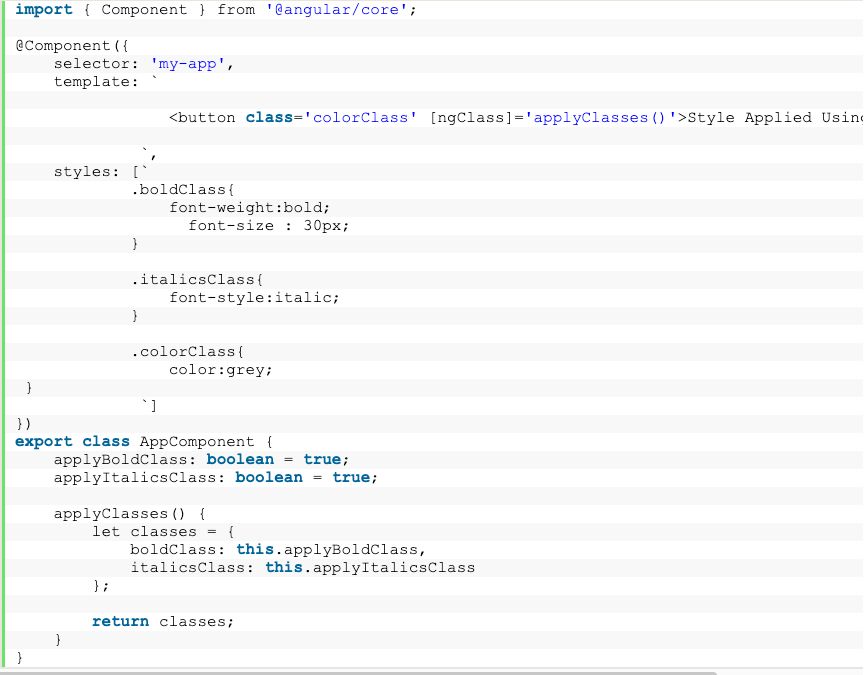 import { Component } from '@angular/core';
@Component({
    selector: 'my-app',
    template: `
                <button class='colorClass' [ngClass]='applyClasses()'>Style Applied Using
             `,
    styles: [`
            .boldClass{
                font-weight:bold;
                  font-size : 30px;
            }
            .italicsClass{
                font-style:italic;
            }
            .colorClass{
                color:grey;
 }
             `]
})
export class AppComponent {
    applyBoldClass: boolean = true;
    applyItalicsClass: boolean = true;
    applyClasses() {
        let classes = {
            boldClass: this.applyBoldClass,
            italicsClass: this.applyItalicsClass
        };
        return classes;
    }
}